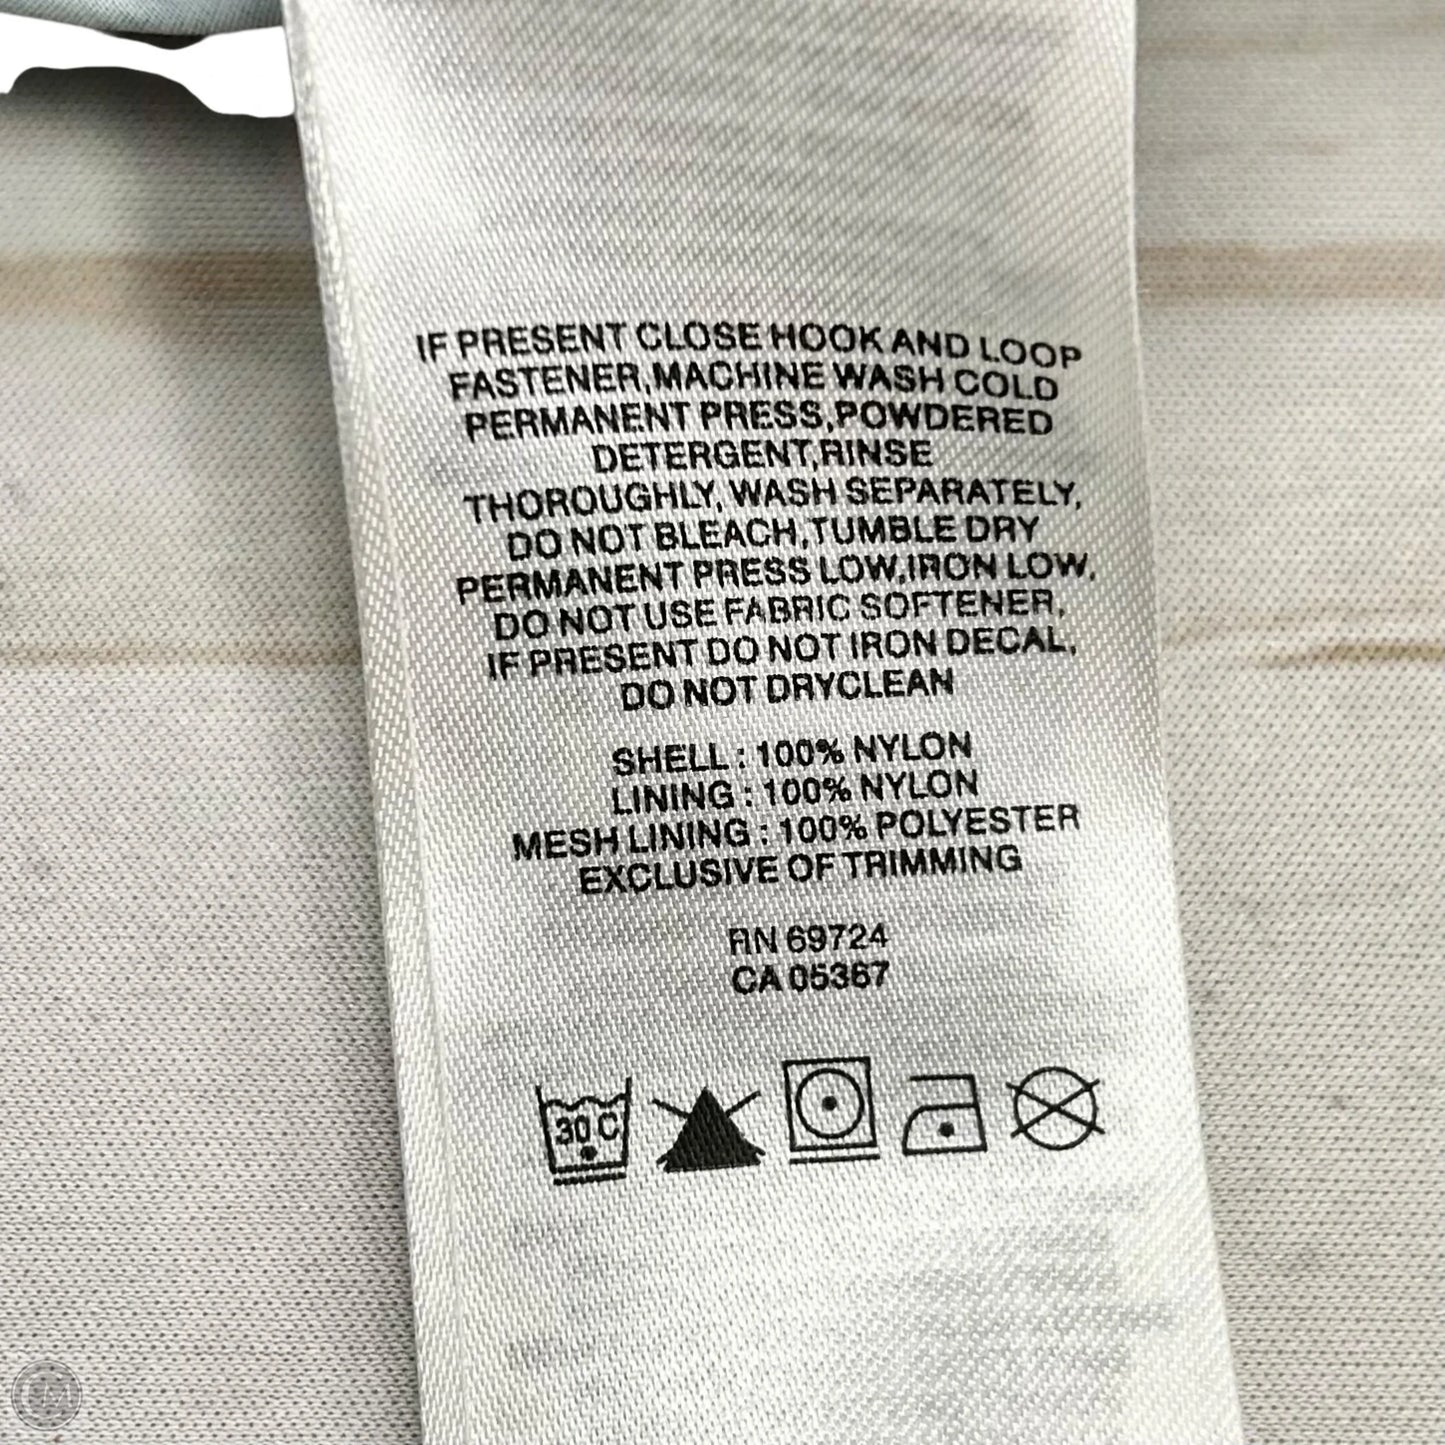 IF PRESENT CLOSE HOOK AND LOOP
FASTENER,MACHINE WASH COLD
PERMANENT PRESS,POWDERED
DETERGENT,RINSE
THOROUGHLY, WASH SEPARATELY,
DO NOT BLEACH,TUMBLE DRY
PERMANENT PRESS LOW,IRON LOW,
DO NOT USE FABRIC SOFTENER,
IF PRESENT DO NOT IRON DECAL,
DO NOT DRYCLEAN
SHELL : 100% NYLON
LINING : 100% NYLON
MESH LINING : 100% POLYESTER
EXCLUSIVE OF TRIMMING
RN 69724
CA 05367
30 C